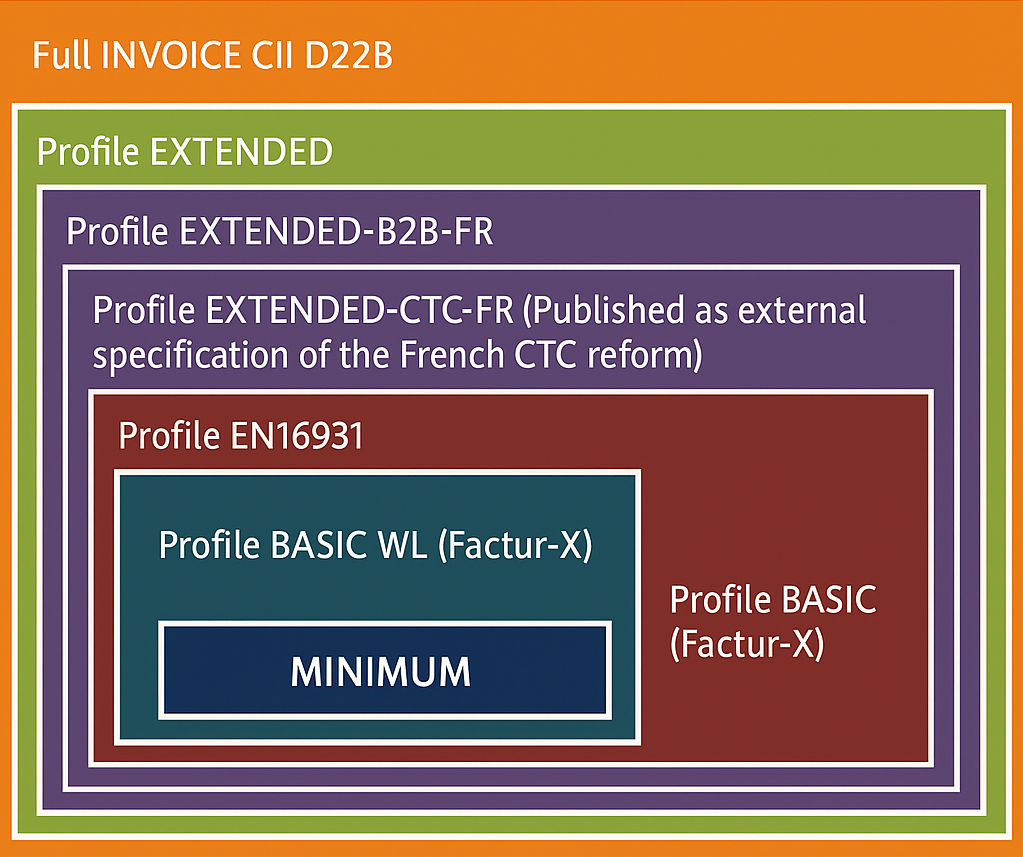 Full INVOICE CII D22B
Profile EXTENDED
Profile EXTENDED-B2B-FR
Profile EXTENDED-CTC-FR (Published as external
specification of the French CTC reform)
Profile EN16931
Profile BASIC WL (Factur-X)
Profile BASIC
(Factur-X)
MINIMUM